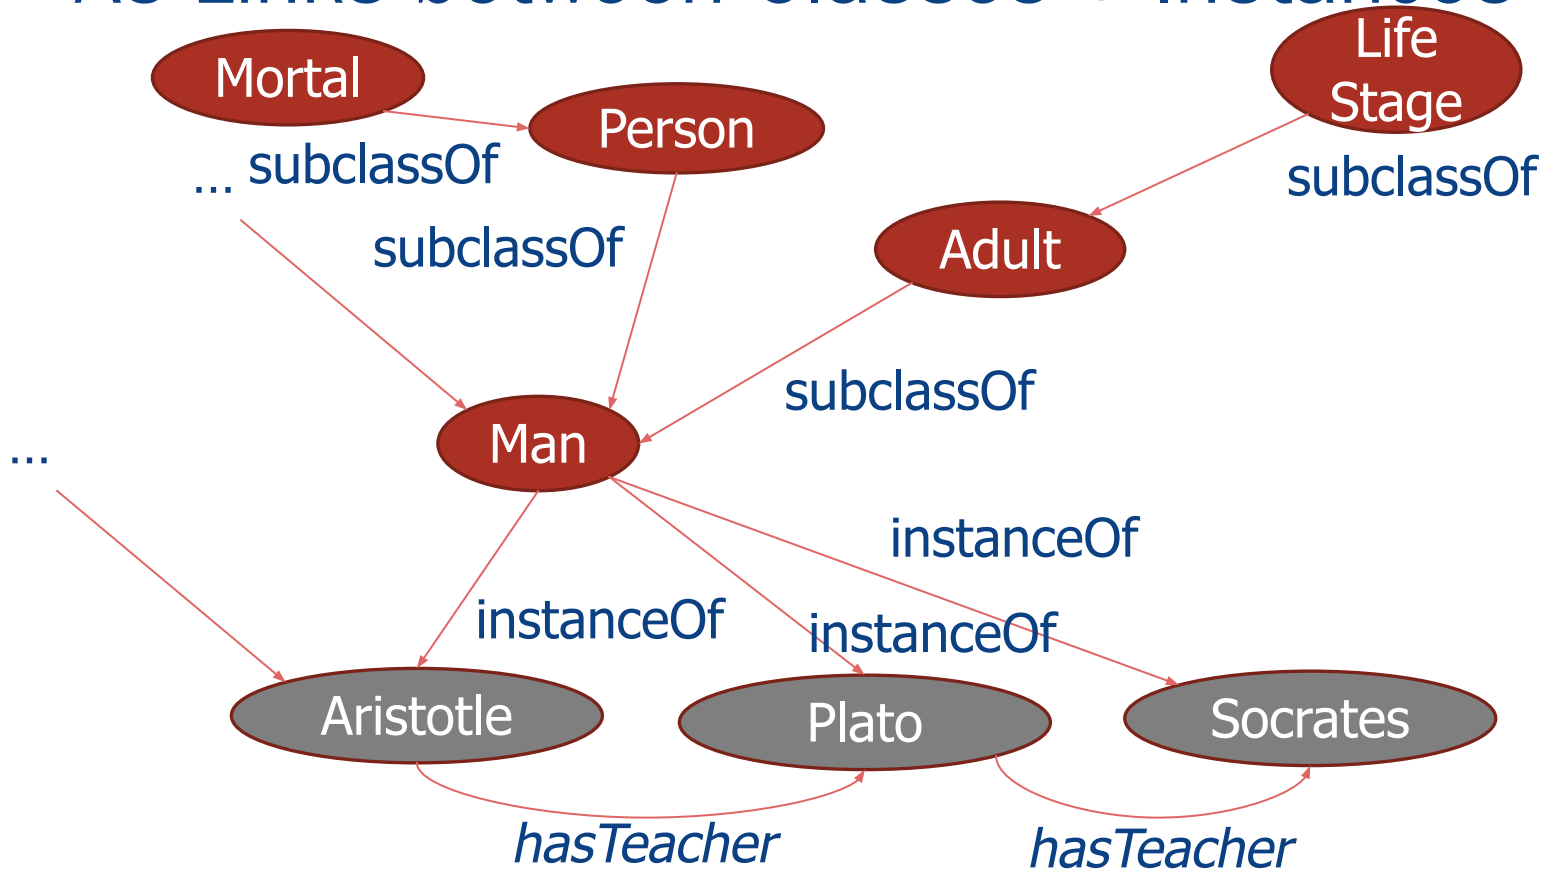 Mortal
Life
Stage
Person
subclassOf
...
subclassOf
subclassOf
Adult
subclassOf
Man
...
instanceOf
instanceOf
instanceOf
Aristotle
Plato
Socrates
hasTeacher
hasTeacher